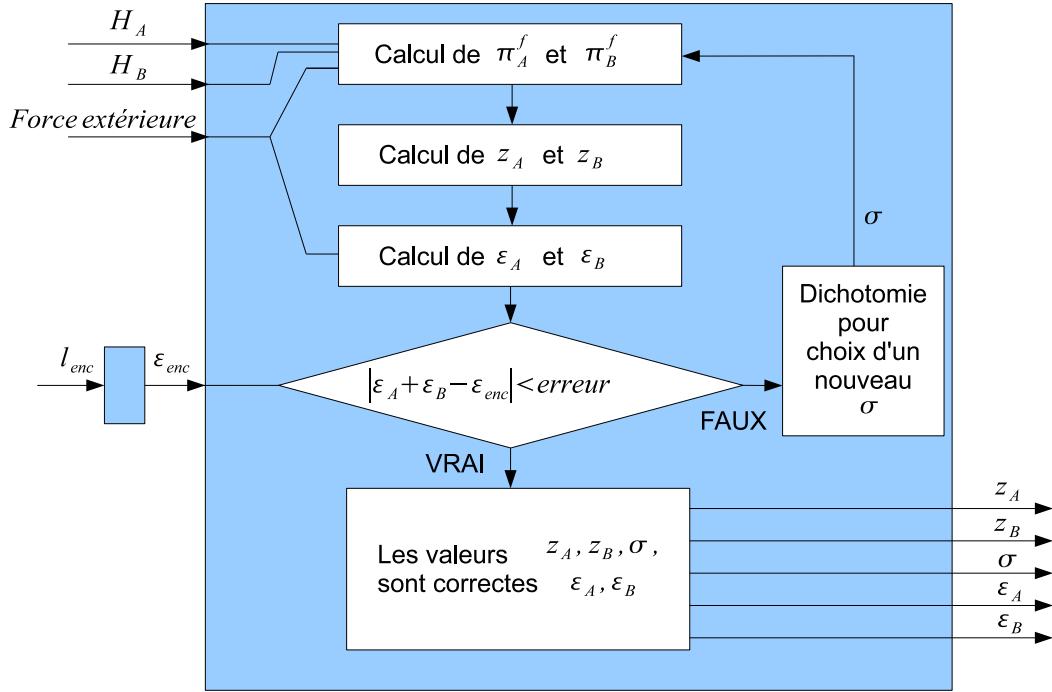 H_A
H_B
Force extérieure
Calcul de π_A^f et π_B^f
Calcul de z_A et z_B
Calcul de ε_A et ε_B
σ
Dichotomie
pour
choix d'un
nouveau
σ
l_enc
ε_enc
|ε_A+ε_B−ε_enc|<erreur
FAUX
VRAI
Les valeurs z_A, z_B, σ,
sont correctes ε_A, ε_B
z_A
z_B
σ
ε_A
ε_B